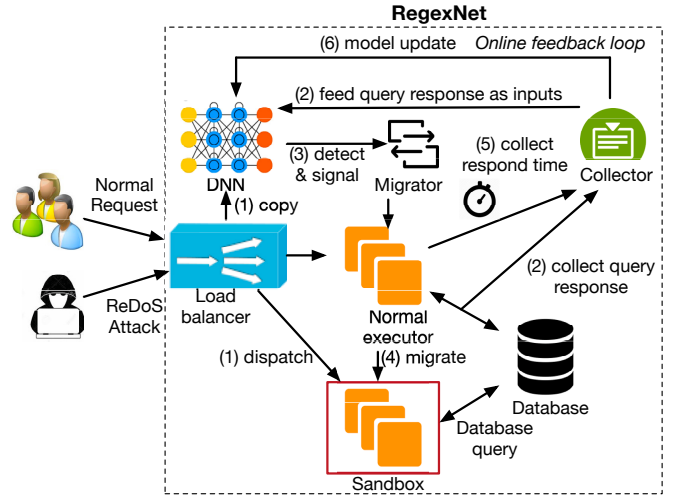 RegexNet
(6) model update
Online feedback loop
(2) feed query response as inputs
(3) detect
& signal
(5) collect
respond time
DNN
Migrator
Collector
Normal
Request
(1) copy
ReDoS
Attack
Load
balancer
(2) collect query
response
Normal
executor
(1) dispatch
(4) migrate
Database
Database
query
Sandbox